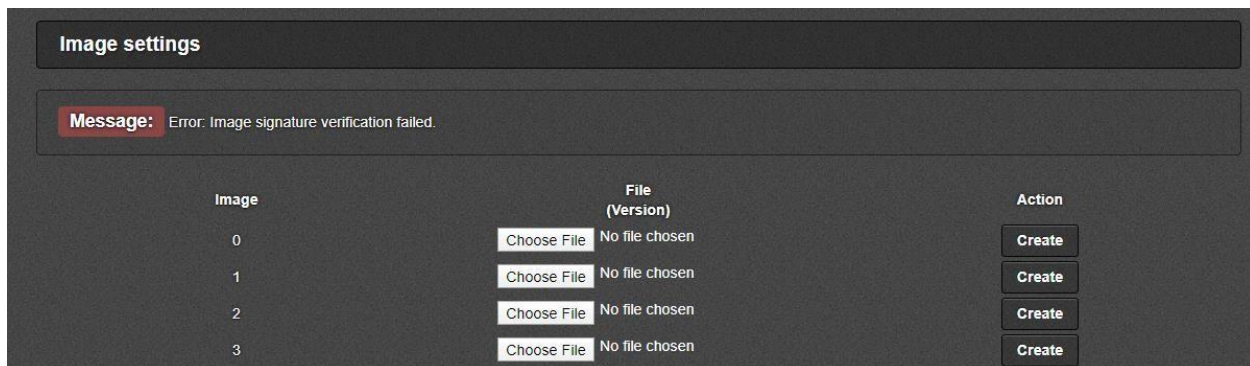 Image settings
Message: Error: Image signature verification failed.
Image File Action
(Version)
0 Choose File No file chosen Create
1 Choose File No file chosen Create
2 Choose File No file chosen Create
3 Choose File No file chosen Create